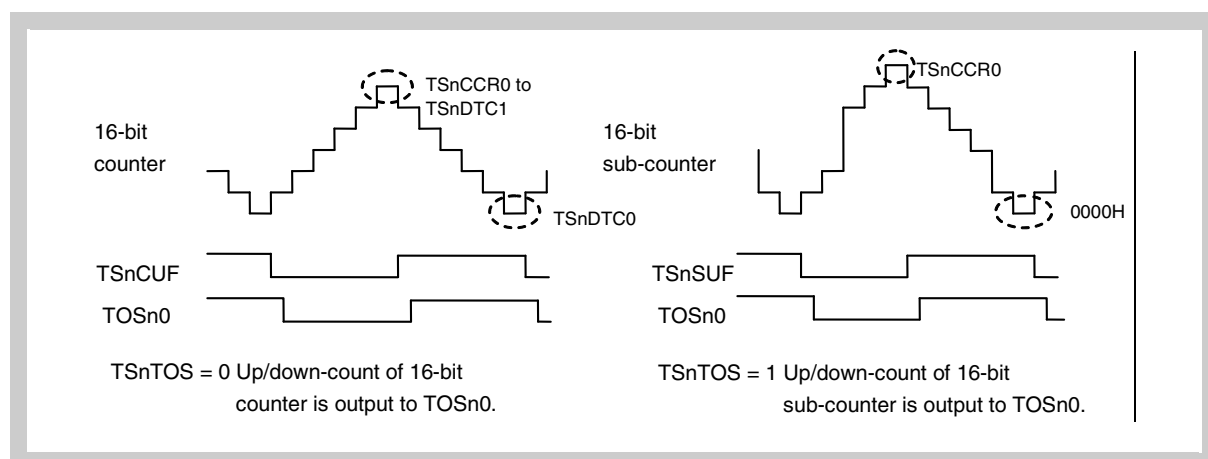 TSnCCR0 to
TSnDTC1
16-bit
counter
TSnDTC0
TSnCUF
TOSn0
TSnTOS = 0 Up/down-count of 16-bit
counter is output to TOSn0.
TSnCCR0
16-bit
sub-counter
0000H
TSnSUF
TOSn0
TSnTOS = 1 Up/down-count of 16-bit
sub-counter is output to TOSn0.